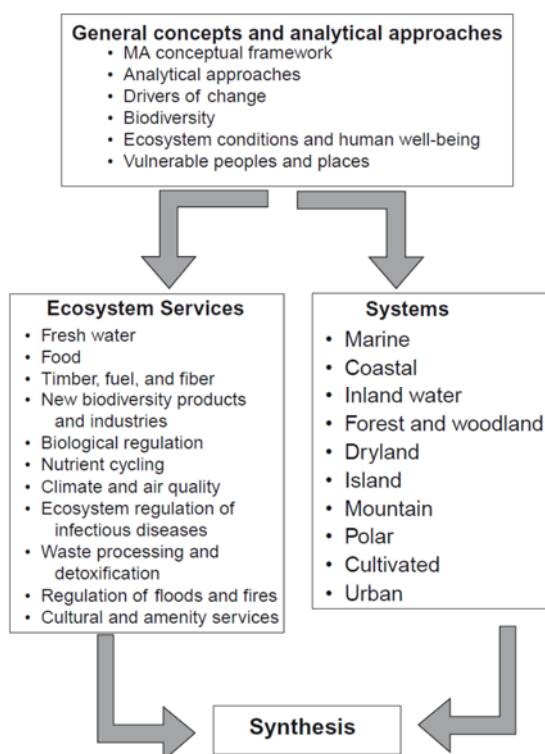 General concepts and analytical approaches
• MA conceptual framework
• Analytical approaches
• Drivers of change
• Biodiversity
• Ecosystem conditions and human well-being
• Vulnerable peoples and places
Ecosystem Services
• Fresh water
• Food
• Timber, fuel, and fiber
• New biodiversity products
and industries
• Biological regulation
• Nutrient cycling
• Climate and air quality
• Ecosystem regulation of
infectious diseases
• Waste processing and
detoxification
• Regulation of floods and fires
• Cultural and amenity services
Systems
• Marine
• Coastal
• Inland water
• Forest and woodland
• Dryland
• Island
• Mountain
• Polar
• Cultivated
• Urban
Synthesis